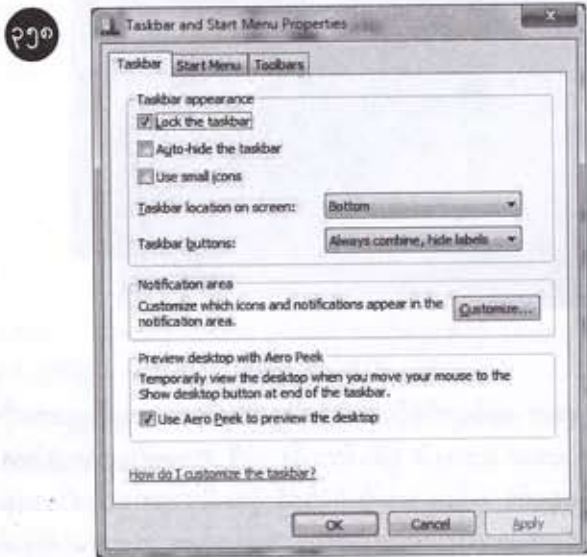 ၃၅၈
Taskbar and Start Menu Properties
Taskbar Start Menu Toolbars
Taskbar appearance
Lock the taskbar
Auto-hide the taskbar
Use small icons
Taskbar location on screen: Bottom
Taskbar buttons: Always combine, hide labels
Notification area
Customize which icons and notifications appear in the
notification area.
Customize...
Preview desktop with Aero Peek
Temporarily view the desktop when you move your mouse to the
Show desktop button at end of the taskbar.
Use Aero Peek to preview the desktop
How do I customize the taskbar?
OK Cancel Apply